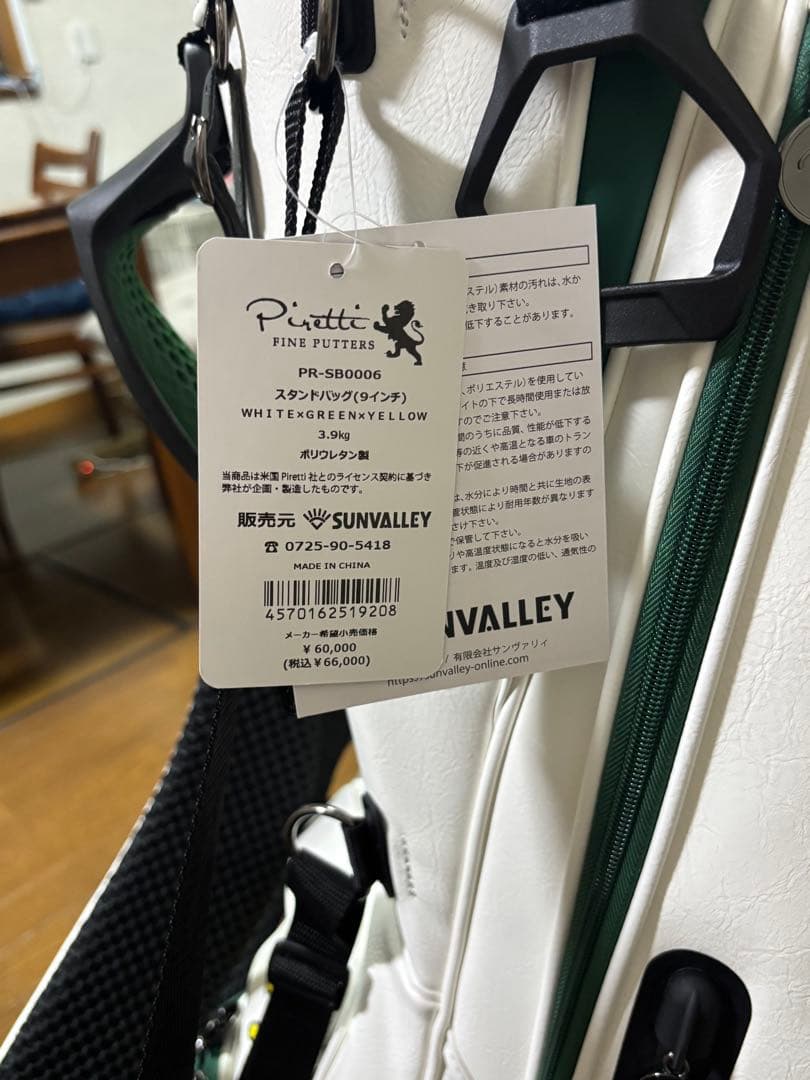 Piretti
FINE PUTTERS
PR-SB0006
スタンドバッグ(9インチ)
WHITE×GREEN×YELLOW
3.9kg
ポリウレタン製
当商品は米国 Piretti 社とのライセンス契約に基づき
弊社が企画・製造したものです。
販売元 SUNVALLEY
☎ 0725-90-5418
MADE IN CHINA
4570162519208
メーカー希望小売価格
¥ 60,000
(税込 ¥ 66,000)
ステル)素材の汚れは、水か
き取り下さい。
低下することがあります。
、ポリエステル)を使用してい
イトの下で長時間使用または放
すのでご注意下さい。
間のうちに品質、性能が低下する
等の近くや高温となる車のトラン
下が促進される場合がありますの
は、水分により時間と共に生地の表
管状態により耐用年数が異なります
さけ下さい。
で保管して下さい。
りや高温度状態になると水分を吸い
ます。温度及び湿度の低い、通気性の
NVALLEY
/ 有限会社サンヴァリイ
https://sunvalley-online.com